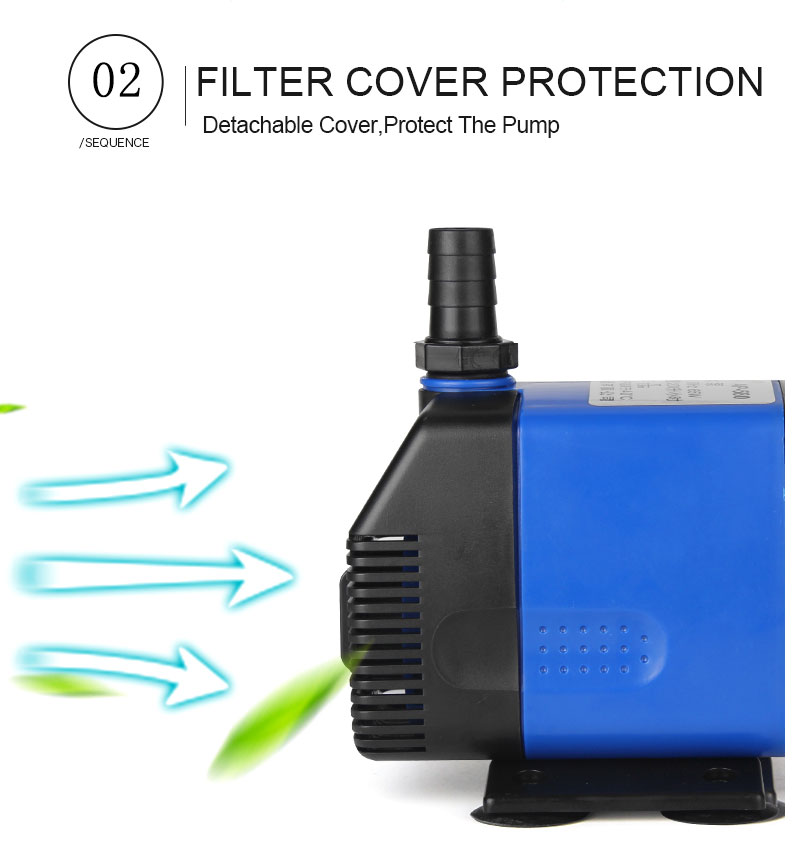 02
/SEQUENCE
FILTER COVER PROTECTION
Detachable Cover,Protect The Pump